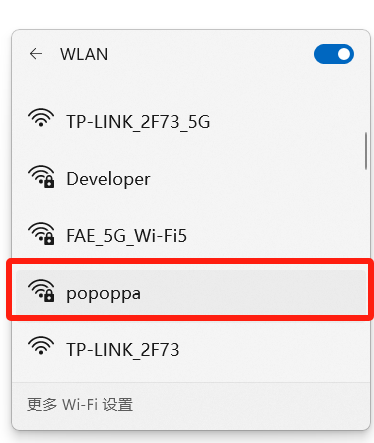 WLAN
TP-LINK_2F73_5G
Developer
FAE_5G_Wi-Fi5
popoppa
TP-LINK_2F73
更多 Wi-Fi 设置